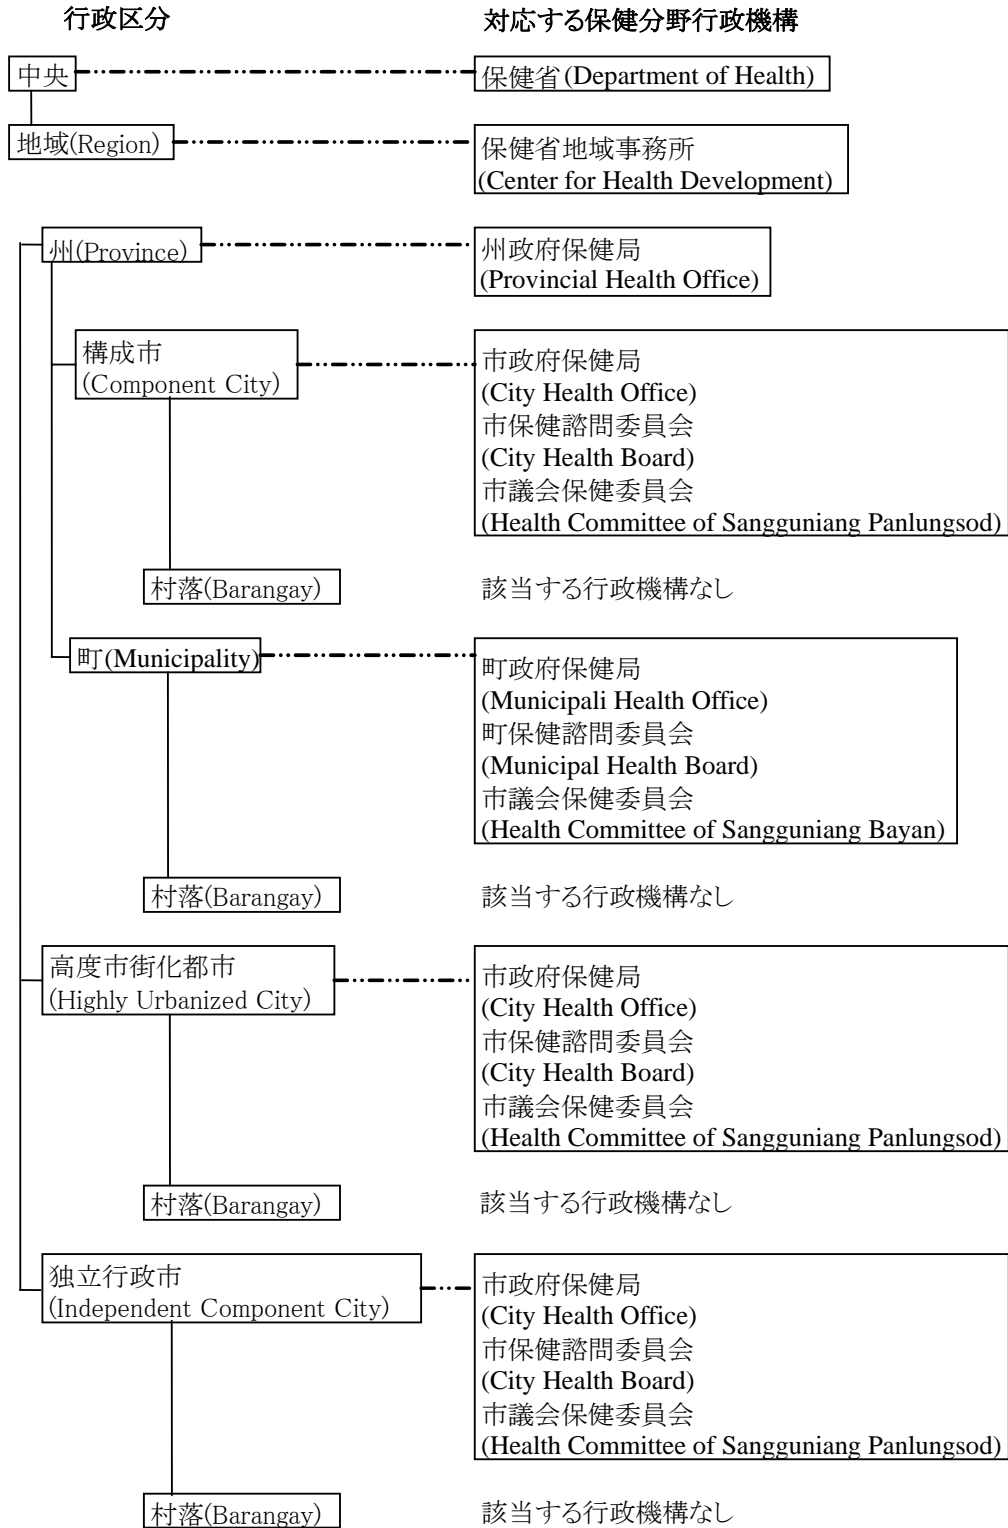 行政区分
対応する保健分野行政機構
中央
保健省(Department of Health)
地域(Region)
保健省地域事務所
(Center for Health Development)
州(Province)
州政府保健局
(Provincial Health Office)
構成市
(Component City)
市政府保健局
(City Health Office)
市保健諮問委員会
(City Health Board)
市議会保健委員会
(Health Committee of Sangguniang Panlungsod)
村落(Barangay)
該当する行政機構なし
町(Municipality)
町政府保健局
(Municipali Health Office)
町保健諮問委員会
(Municipal Health Board)
市議会保健委員会
(Health Committee of Sangguniang Bayan)
村落(Barangay)
該当する行政機構なし
高度市街化都市
(Highly Urbanized City)
市政府保健局
(City Health Office)
市保健諮問委員会
(City Health Board)
市議会保健委員会
(Health Committee of Sangguniang Panlungsod)
村落(Barangay)
該当する行政機構なし
独立行政市
(Independent Component City)
市政府保健局
(City Health Office)
市保健諮問委員会
(City Health Board)
市議会保健委員会
(Health Committee of Sangguniang Panlungsod)
村落(Barangay)
該当する行政機構なし